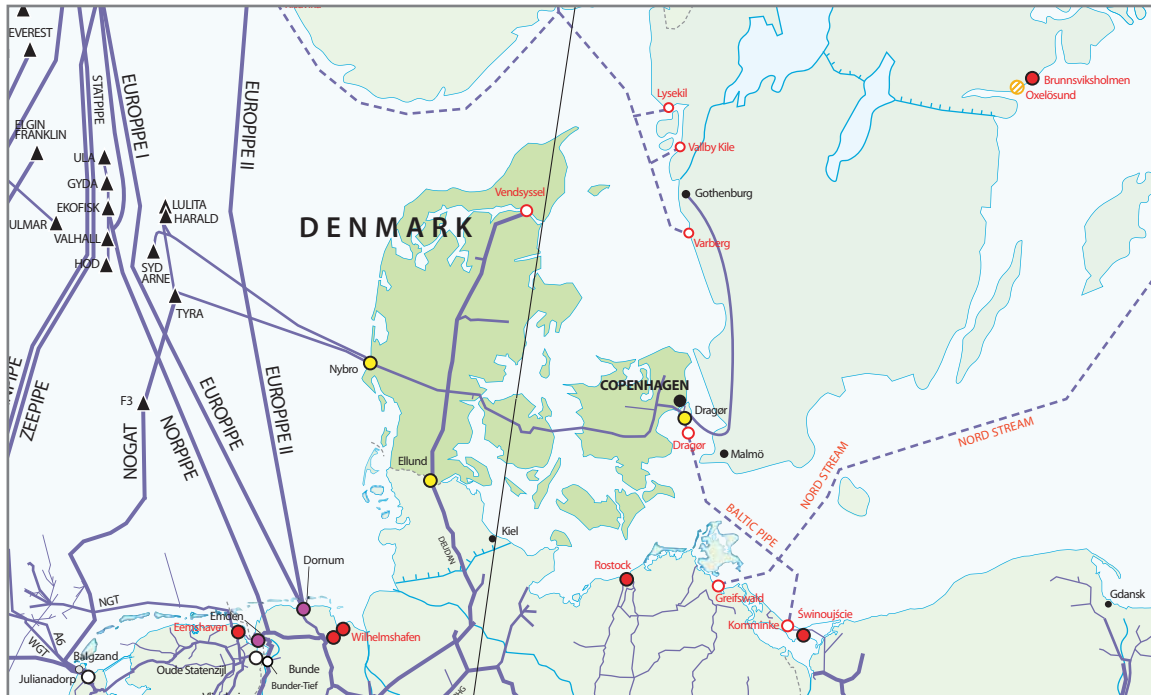 EVEREST
STATPIPE
EUROPIPE I
EUROPIPE II
Brunnsviksholmen
Oxelösund
Lysekil
ELGIN
FRANKLIN
Vallby Kile
ULA
GYDA
Vendsyssel
Gothenburg
EKOFISK
LULITA
HARALD
ULMAR
DENMARK
VALHALL
Varberg
HOD
SYD
ARNE
TYRA
ZEEPIPE
Nybro
EUROPIPE
EUROPIPE II
COPENHAGEN
F3
NORPIPE
Dragør
NORD STREAM
NOGAT
Dragør
Malmö
NORD STREAM
Ellund
BALTIC PIPE
Kiel
DEUDAN
Dornum
Rostock
NGT
Greifswald
Gdansk
Emden
Świnoujście
Eemshaven
Komminke
A6
WGT
Wilhelmshafen
Balgzand
Oude Statenzijl
Bunde
Julianadorp
Bunder-Tief